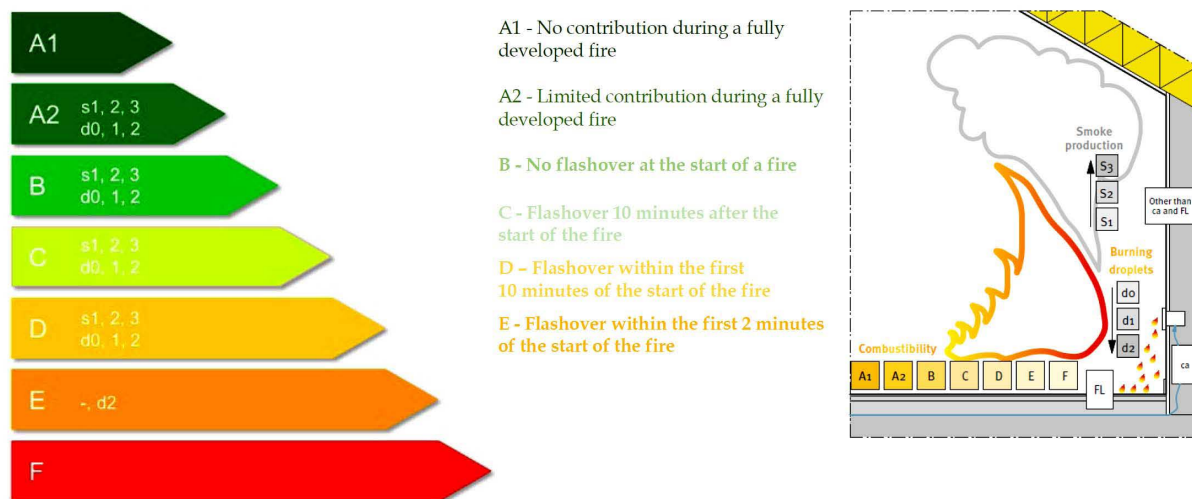 A1
A2
s1, 2, 3
d0, 1, 2
B
s1, 2, 3
d0, 1, 2
C
s1, 2, 3
d0, 1, 2
D
s1, 2, 3
d0, 1, 2
E
-, d2
F
A1 - No contribution during a fully
developed fire
A2 - Limited contribution during a fully
developed fire
B - No flashover at the start of a fire
C - Flashover 10 minutes after the
start of the fire
D – Flashover within the first
10 minutes of the start of the fire
E - Flashover within the first 2 minutes
of the start of the fire
Smoke
production
S3
S2
S1
Other than
ca and FL
Burning
droplets
d0
d1
d2
ca
Combustibility
A1 A2 B C D E F
FL